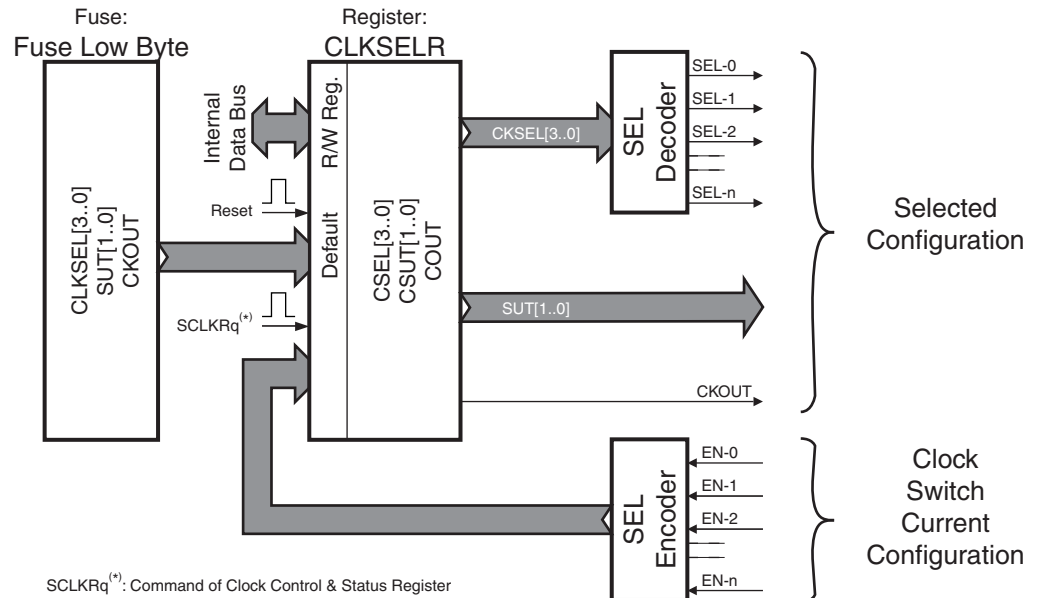 Fuse:
Fuse Low Byte
CLKSEL[3..0]
SUT[1..0]
CKOUT
Register:
CLKSELR
Internal
Data Bus
R/W Reg.
Reset
Default
SCLKRq(*)
CSEL[3..0]
CSUT[1..0]
COUT
CKSEL[3..0]
SUT[1..0]
CKOUT
SEL
Decoder
SEL-0
SEL-1
SEL-2
SEL-n
Selected
Configuration
SEL
Encoder
EN-0
EN-1
EN-2
EN-n
Clock
Switch
Current
Configuration
SCLKRq(*): Command of Clock Control & Status Register